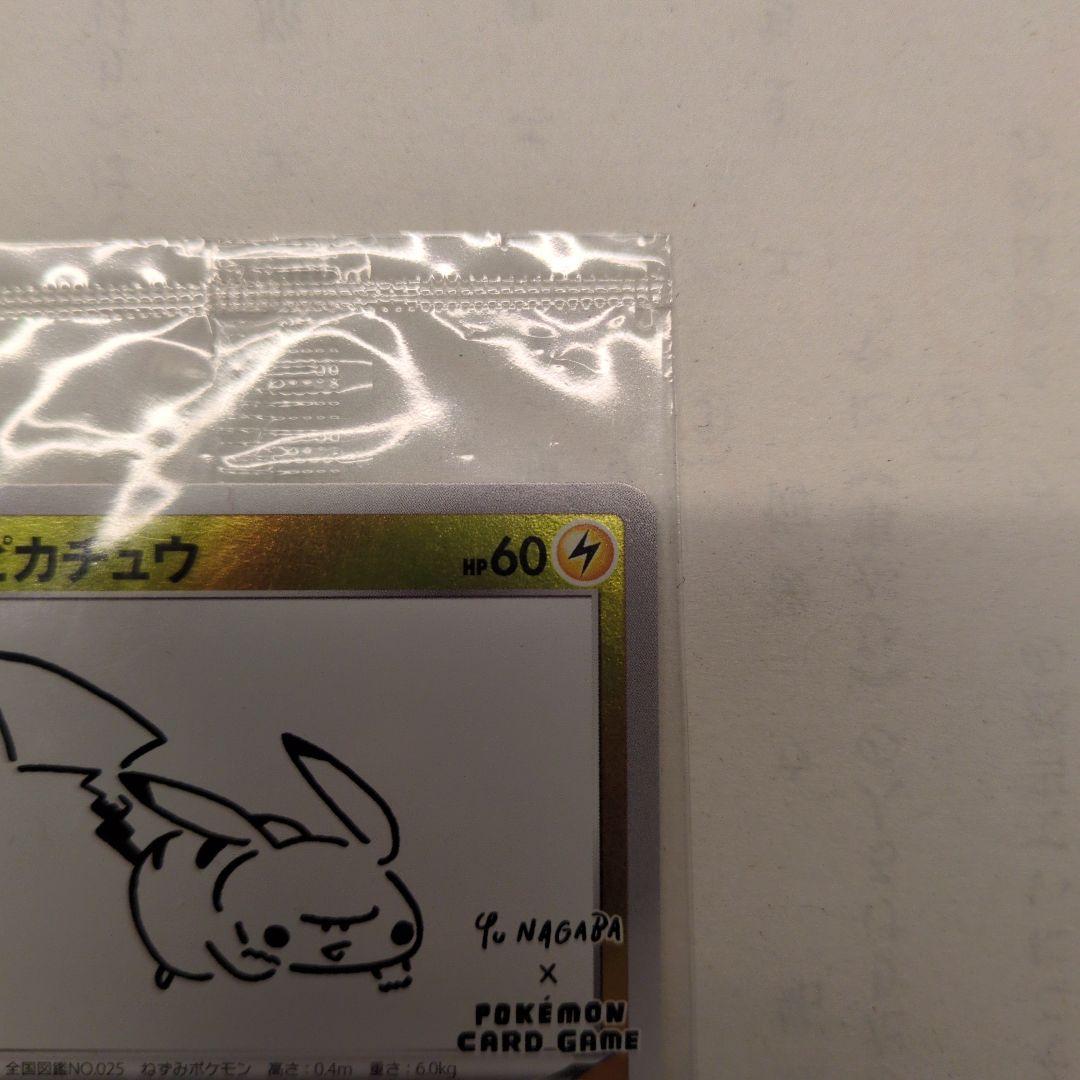 ピカチュウ HP60
Yu NAGABA
×
POKÉMON
CARD GAME
全国図鑑NO.025 ねずみポケモン 高さ:0.4m 重さ:6.0kg